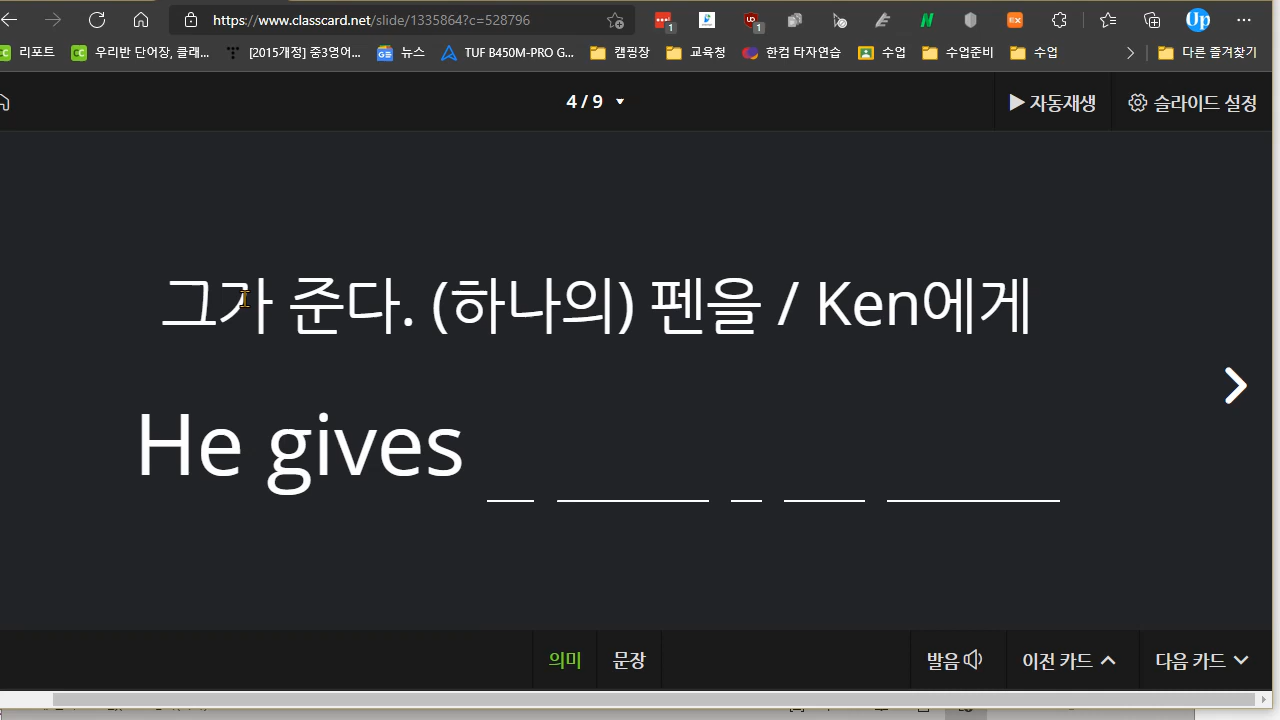 https://www.classcard.net/slide/1335864?c=528796
리포트 우리반 단어장, 클래... [2015개정] 중3영어... 뉴스 TUF B450M-PRO G... 캠핑장 교육청 한컴 타자연습 수업 수업준비 수업 다른 즐겨찾기
4 / 9 자동재생 슬라이드 설정
그가 준다. (하나의) 펜을 / Ken에게
He gives __ ____ __ ___ ____
의미 문장 발음 이전 카드 다음 카드